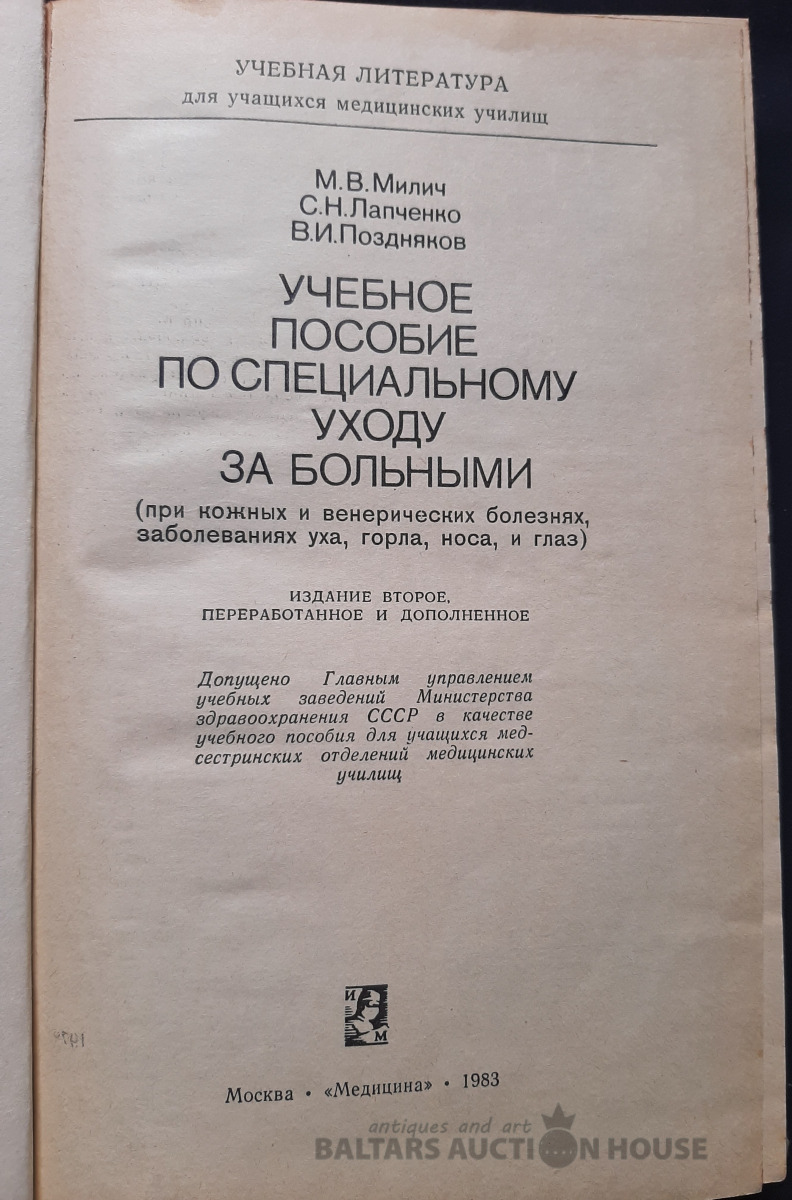 УЧЕБНАЯ ЛИТЕРАТУРА
для учащихся медицинских училищ
М.В.Милич
С.Н.Лапченко
В.И.Поздняков
УЧЕБНОЕ
ПОСОБИЕ
ПО СПЕЦИАЛЬНОМУ
УХОДУ
ЗА БОЛЬНЫМИ
(при кожных и венерических болезнях,
заболеваниях уха, горла, носа, и глаз)
ИЗДАНИЕ ВТОРОЕ,
ПЕРЕРАБОТАННОЕ И ДОПОЛНЕННОЕ
Допущено Главным управлением
учебных заведений Министерства
здравоохранения СССР в качестве
учебного пособия для учащихся мед-
сестринских отделений медицинских
училищ
И
М
Москва • «Медицина» • 1983
antiques and art
BALTARS AUCTION HOUSE